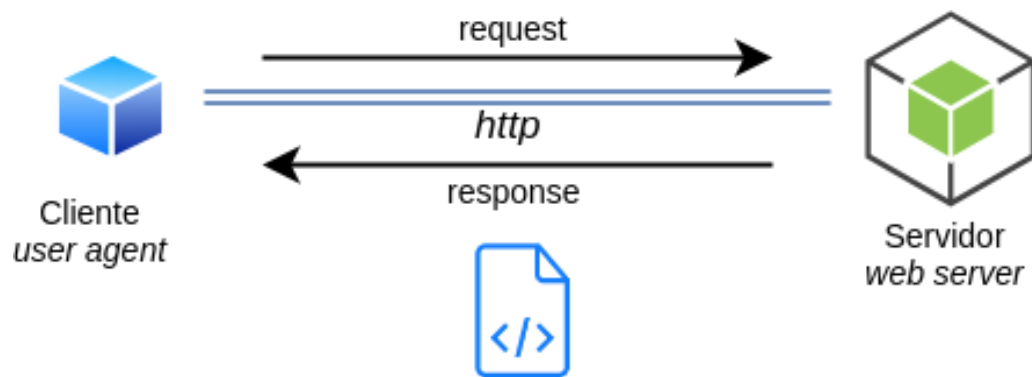 request
http
response
Cliente
user agent
Servidor
web server
</>